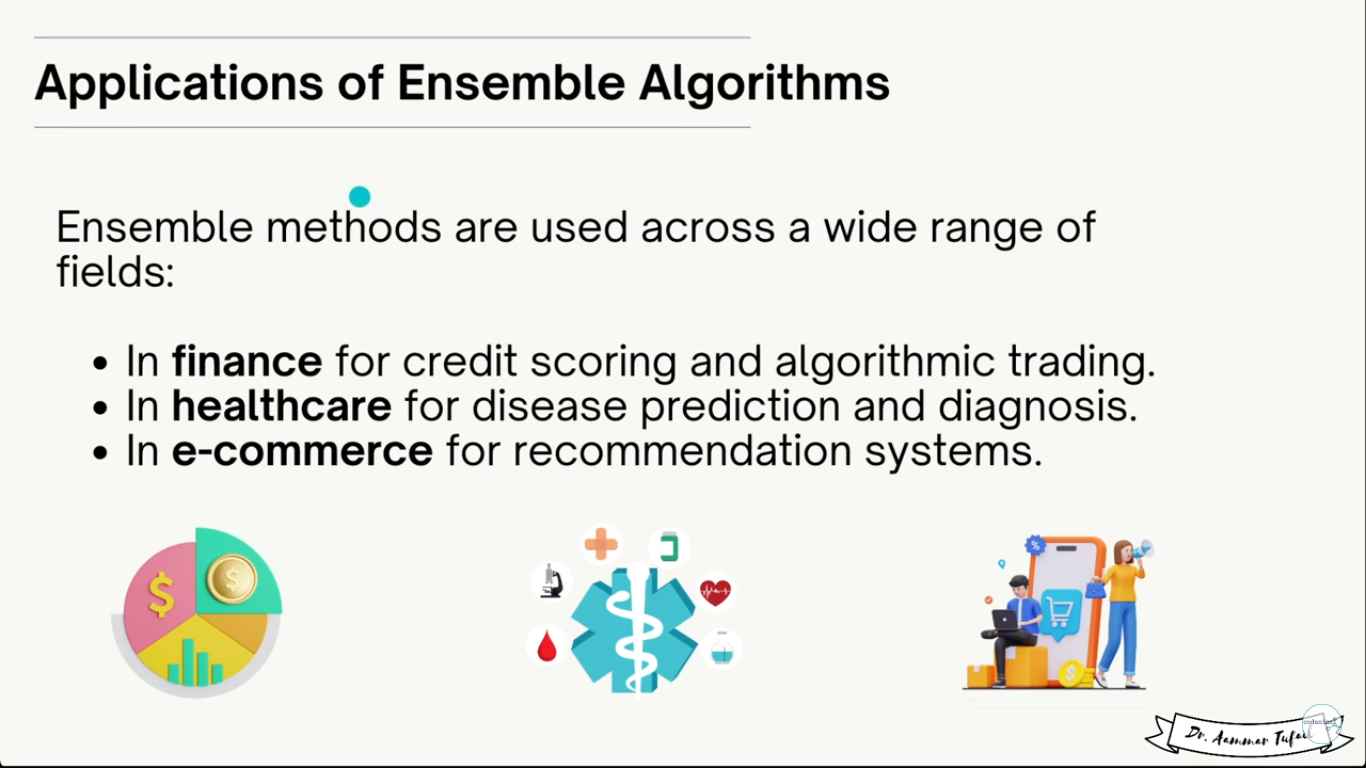 Applications of Ensemble Algorithms
Ensemble methods are used across a wide range of
fields:
• In finance for credit scoring and algorithmic trading.
• In healthcare for disease prediction and diagnosis.
• In e-commerce for recommendation systems.
$
$
%
$
Dr. Aammar Tufail